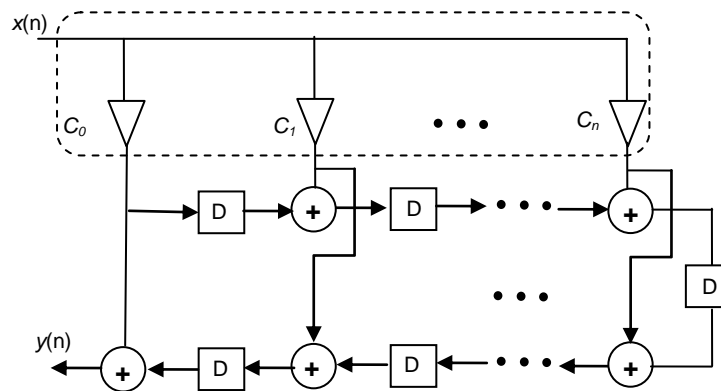 x(n)
C0 C1 • • • Cn
D + D • • • +
D
• • •
y(n) + D + D • • • +